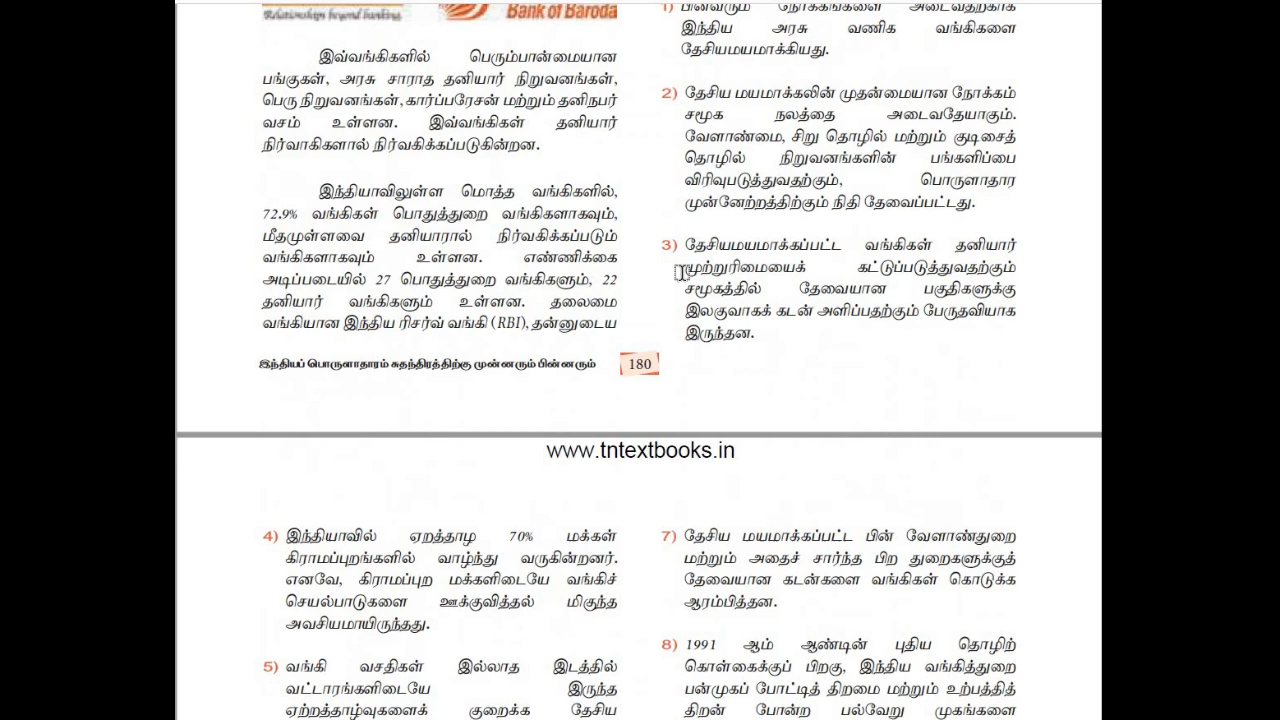 Relationships beyond banking.
Bank of Baroda
இவ்வங்கிகளில் பெரும்பான்மையான
பங்குகள், அரசு சாராத தனியார் நிறுவனங்கள்,
பெரு நிறுவனங்கள், கார்ப்பரேசன் மற்றும் தனிநபர்
வசம் உள்ளன. இவ்வங்கிகள் தனியார்
நிர்வாகிகளால் நிர்வகிக்கப்படுகின்றன.
இந்தியாவிலுள்ள மொத்த வங்கிகளில்,
72.9% வங்கிகள் பொதுத்துறை வங்கிகளாகவும்,
மீதமுள்ளவை தனியாரால் நிர்வகிக்கப்படும்
வங்கிகளாகவும் உள்ளன. எண்ணிக்கை
அடிப்படையில் 27 பொதுத்துறை வங்கிகளும், 22
தனியார் வங்கிகளும் உள்ளன. தலைமை
வங்கியான இந்திய ரிசர்வ் வங்கி (RBI), தன்னுடைய
1) பின்வரும் நோக்கங்களை அடைவதற்காக
இந்திய அரசு வணிக வங்கிகளை
தேசியமயமாக்கியது.
2) தேசிய மயமாக்கலின் முதன்மையான நோக்கம்
சமூக நலத்தை அடைவதேயாகும்.
வேளாண்மை, சிறு தொழில் மற்றும் குடிசைத்
தொழில் நிறுவனங்களின் பங்களிப்பை
விரிவுபடுத்துவதற்கும், பொருளாதார
முன்னேற்றத்திற்கும் நிதி தேவைப்பட்டது.
3) தேசியமயமாக்கப்பட்ட வங்கிகள் தனியார்
முற்றுரிமையைக் கட்டுப்படுத்துவதற்கும்
சமூகத்தில் தேவையான பகுதிகளுக்கு
இலகுவாகக் கடன் அளிப்பதற்கும் பேருதவியாக
இருந்தன.
இந்தியப் பொருளாதாரம் சுதந்திரத்திற்கு முன்னரும் பின்னரும் 180
www.tntextbooks.in
4) இந்தியாவில் ஏறத்தாழ 70% மக்கள்
கிராமப்புறங்களில் வாழ்ந்து வருகின்றனர்.
எனவே, கிராமப்புற மக்களிடையே வங்கிச்
செயல்பாடுகளை ஊக்குவித்தல் மிகுந்த
அவசியமாயிருந்தது.
5) வங்கி வசதிகள் இல்லாத இடத்தில்
வட்டாரங்களிடையே இருந்த
ஏற்றத்தாழ்வுகளைக் குறைக்க தேசிய
7) தேசிய மயமாக்கப்பட்ட பின் வேளாண்துறை
மற்றும் அதைச் சார்ந்த பிற துறைகளுக்குத்
தேவையான கடன்களை வங்கிகள் கொடுக்க
ஆரம்பித்தன.
8) 1991 ஆம் ஆண்டின் புதிய தொழிற்
கொள்கைக்குப் பிறகு, இந்திய வங்கித்துறை
பன்முகப் போட்டித் திறமை மற்றும் உற்பத்தித்
திறன் போன்ற பல்வேறு முகங்களை